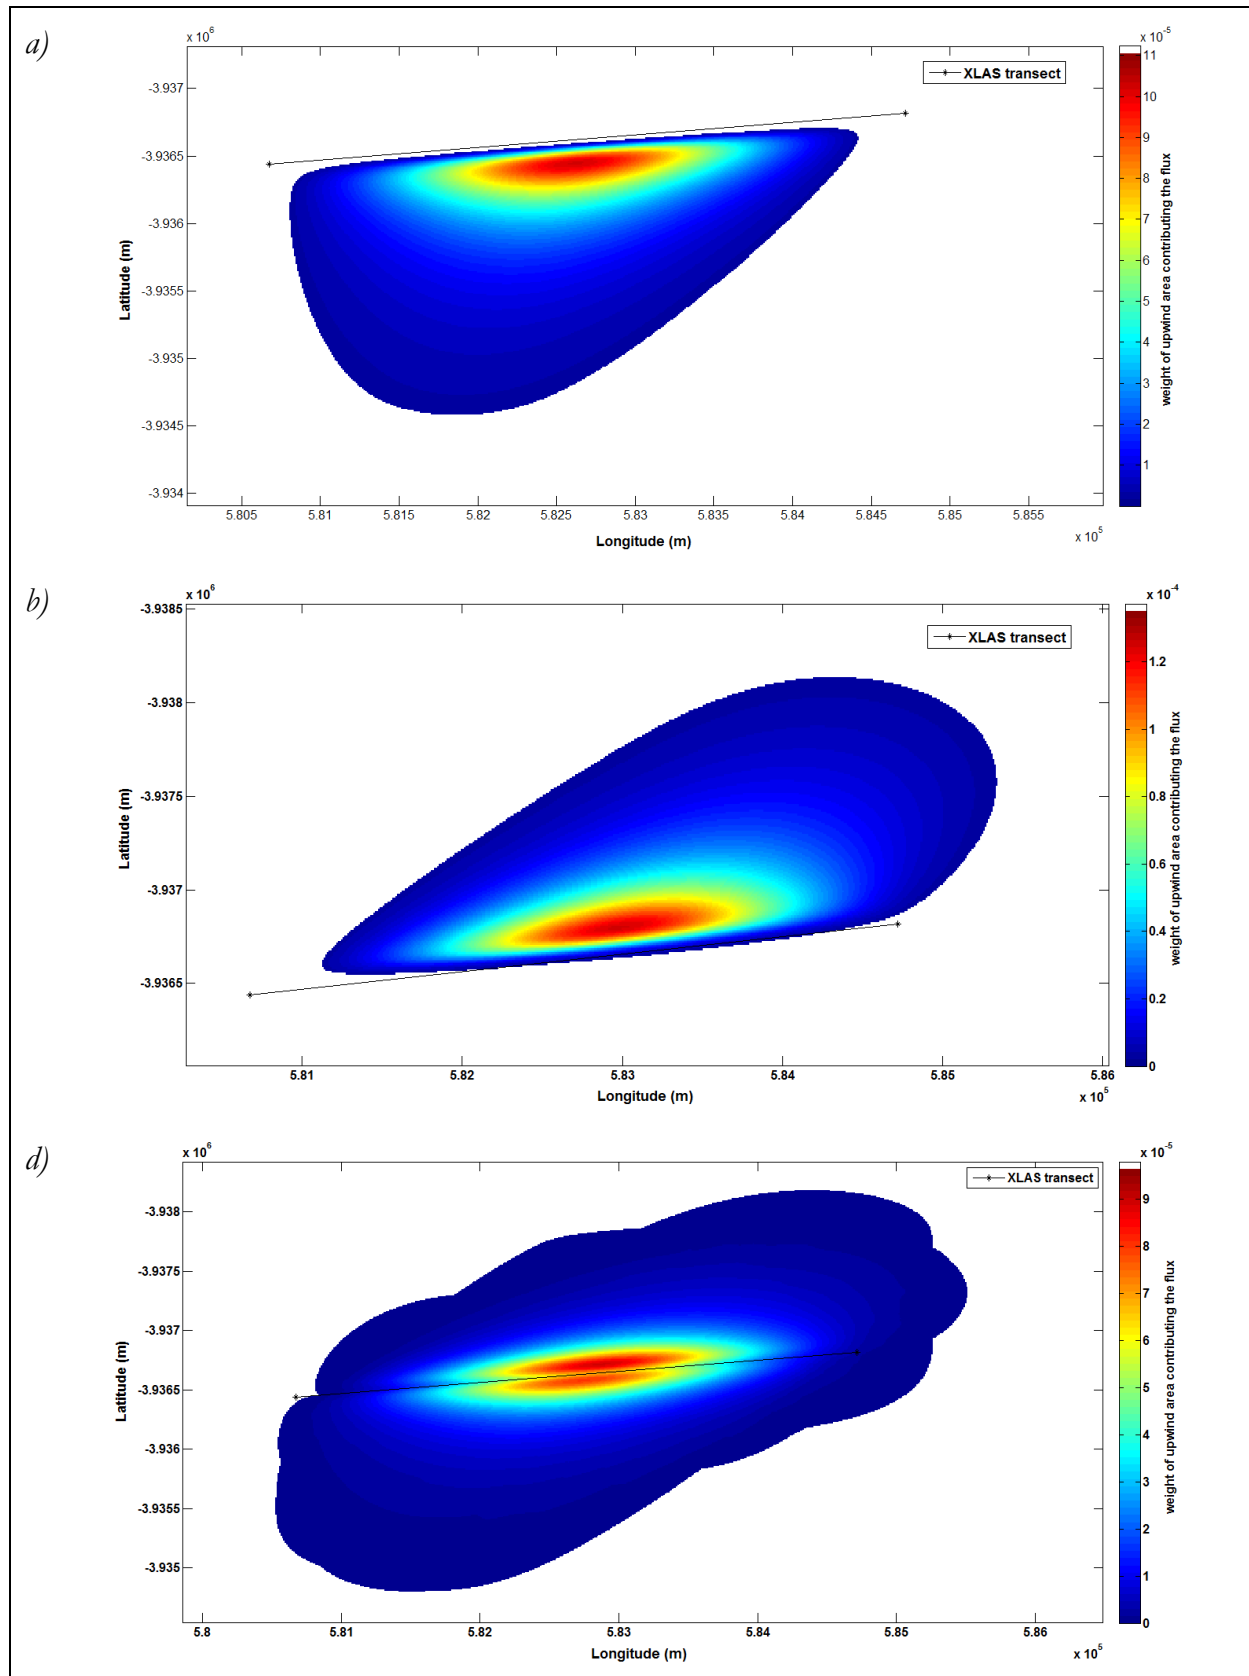 a)
x 10^6
-3.937
-3.9365
-3.936
-3.9355
-3.935
-3.9345
-3.934
Latitude (m)
5.805 5.81 5.815 5.82 5.825 5.83 5.835 5.84 5.845 5.85 5.855
x 10^5
Longitude (m)
XLAS transect
x 10^-5
11
10
9
8
7
6
5
4
3
2
1
weight of upwind area contributing the flux
b)
x 10^6
-3.9385
-3.938
-3.9375
-3.937
-3.9365
Latitude (m)
5.81 5.82 5.83 5.84 5.85 5.86
x 10^5
Longitude (m)
XLAS transect
x 10^-4
1.2
1
0.8
0.6
0.4
0.2
0
weight of upwind area contributing the flux
d)
x 10^6
-3.938
-3.9375
-3.937
-3.9365
-3.936
-3.9355
-3.935
Latitude (m)
5.8 5.81 5.82 5.83 5.84 5.85 5.86
x 10^5
Longitude (m)
XLAS transect
x 10^-5
9
8
7
6
5
4
3
2
1
0
weight of upwind area contributing the flux